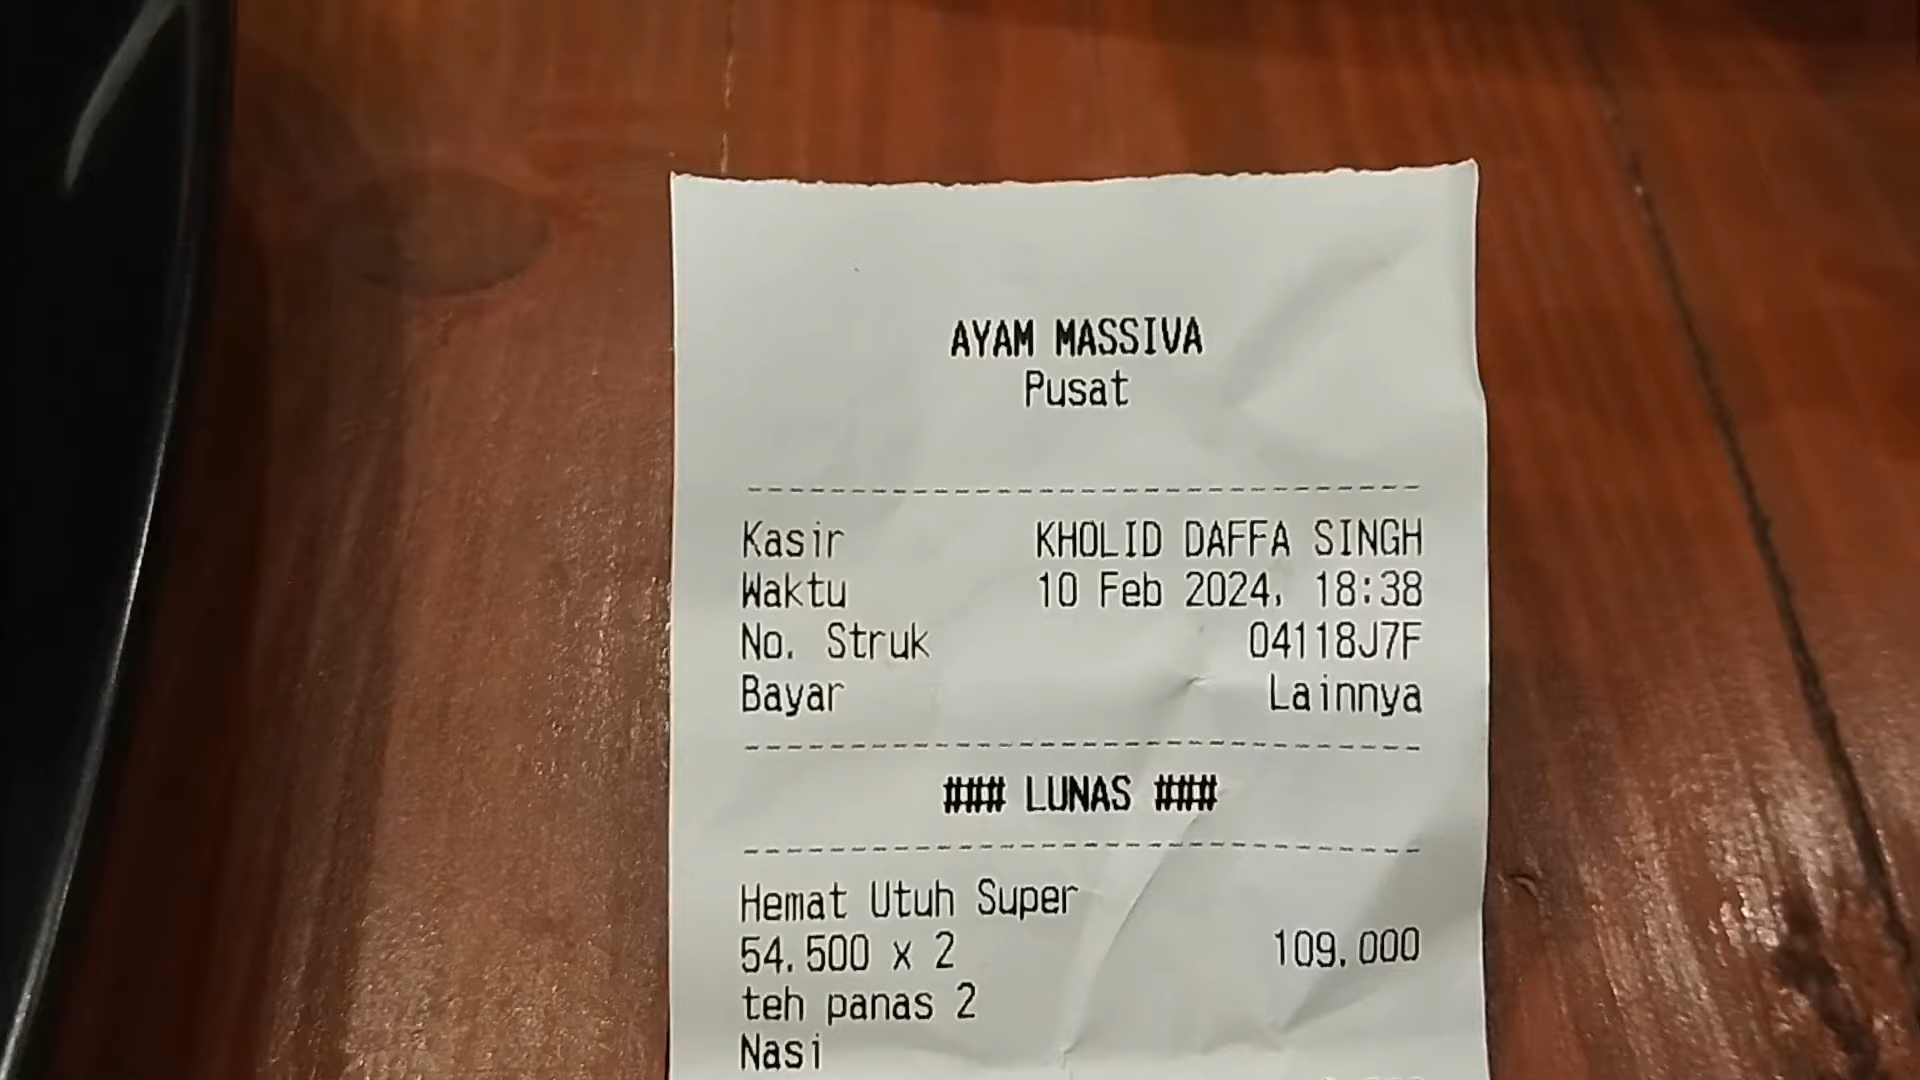 AYAM MASSIVA
Pusat
Kasir KHOLID DAFFA SINGH
Waktu 10 Feb 2024, 18:38
No. Struk 04118J7F
Bayar Lainnya
### LUNAS ###
Hemat Utuh Super
54.500 x 2 109.000
teh panas 2
Nasi